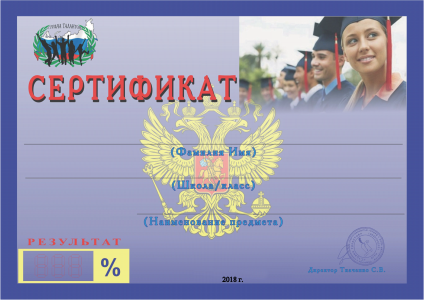 СЕРТИФИКАТ
(Фамилия Имя)
(Школа/класс)
(Наименование предмета)
РЕЗУЛЬТАТ
%
Директор Ткаченко С.В.
2018 г.